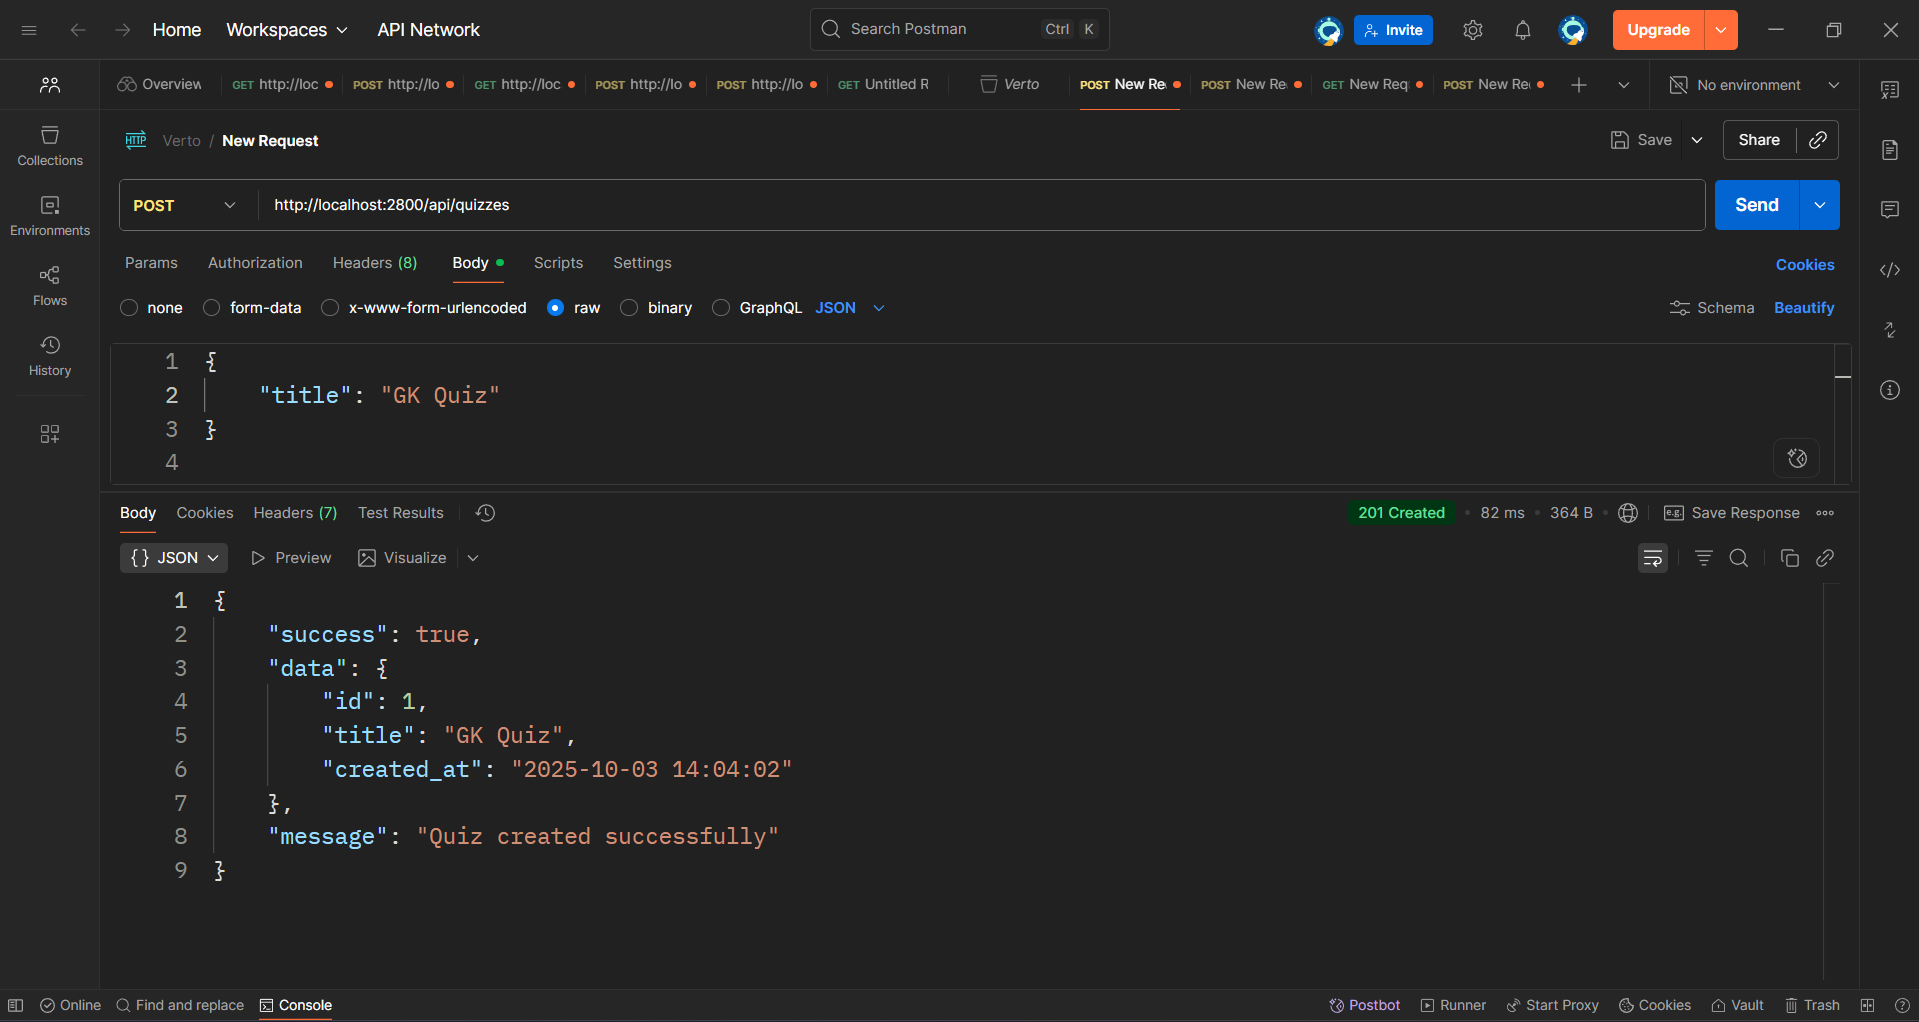 Home Workspaces API Network Search Postman Ctrl K Invite Upgrade
Overview GET http://loc POST http://lo GET http://loc POST http://lo POST http://lo GET Untitled R Verto POST New Re POST New Re GET New Req POST New Re No environment
HTTP Verto / New Request Save Share
Collections
Environments
Flows
History
POST http://localhost:2800/api/quizzes Send
Params Authorization Headers (8) Body Scripts Settings Cookies
none form-data x-www-form-urlencoded raw binary GraphQL JSON Schema Beautify
1 {
2 "title": "GK Quiz"
3 }
4
Body Cookies Headers (7) Test Results 201 Created • 82 ms • 364 B • e.g. Save Response
{} JSON Preview Visualize
1 {
2 "success": true,
3 "data": {
4 "id": 1,
5 "title": "GK Quiz",
6 "created_at": "2025-10-03 14:04:02"
7 },
8 "message": "Quiz created successfully"
9 }
Online Find and replace Console Postbot Runner Start Proxy Cookies Vault Trash